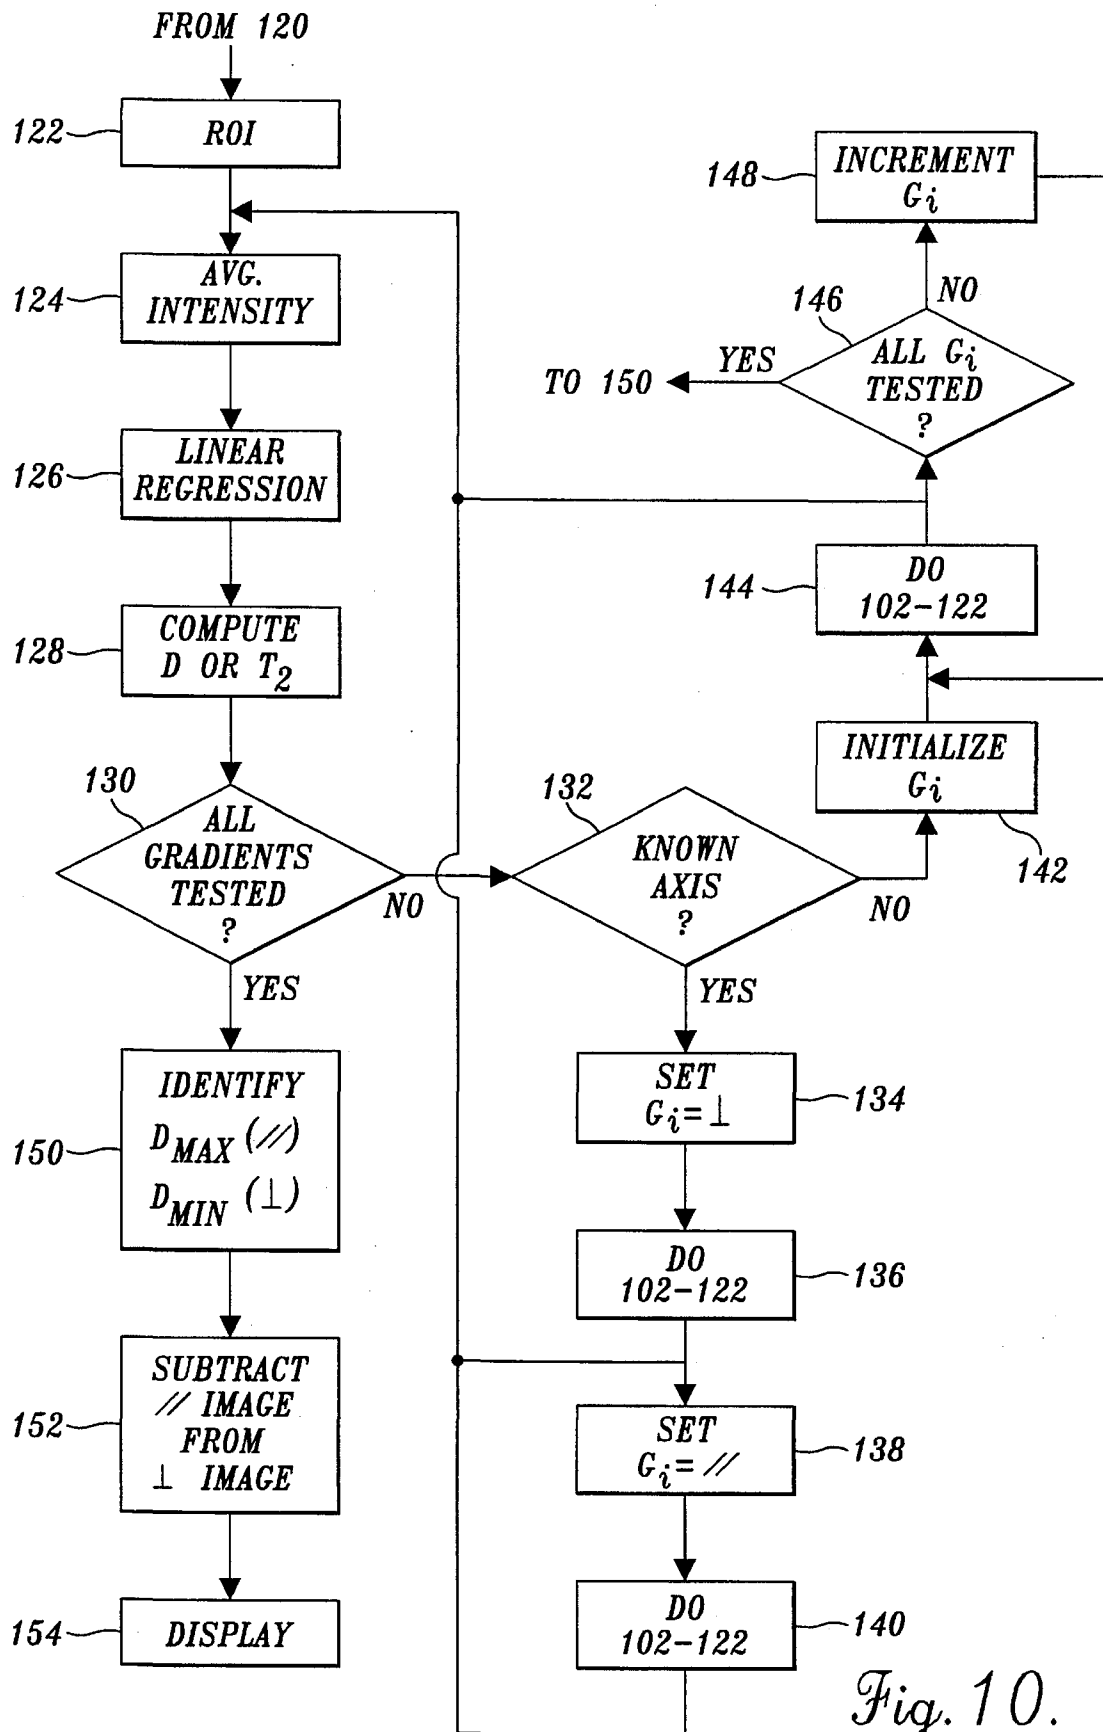 FROM 120
122
ROI
124
AVG.
INTENSITY
126
LINEAR
REGRESSION
128
COMPUTE
D OR T2
130
ALL
GRADIENTS
TESTED
?
NO
YES
150
IDENTIFY
DMAX (//)
DMIN (⊥)
152
SUBTRACT
// IMAGE
FROM
⊥ IMAGE
154
DISPLAY
132
KNOWN
AXIS
?
NO
YES
SET
Gi=⊥
134
DO
102-122
136
SET
Gi=//
138
DO
102-122
140
148
INCREMENT
Gi
NO
146
ALL Gi
TESTED
?
YES
TO 150
144
DO
102-122
INITIALIZE
Gi
142
Fig. 10.